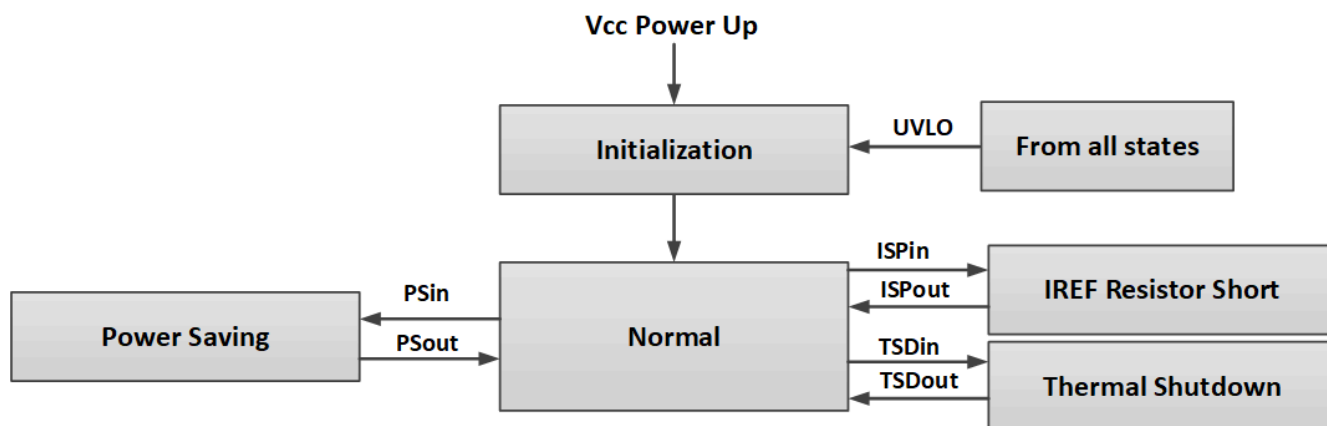 Vcc Power Up
Initialization
UVLO
From all states
Power Saving
PSin
PSout
Normal
ISPin
ISPout
IREF Resistor Short
TSDin
TSDout
Thermal Shutdown